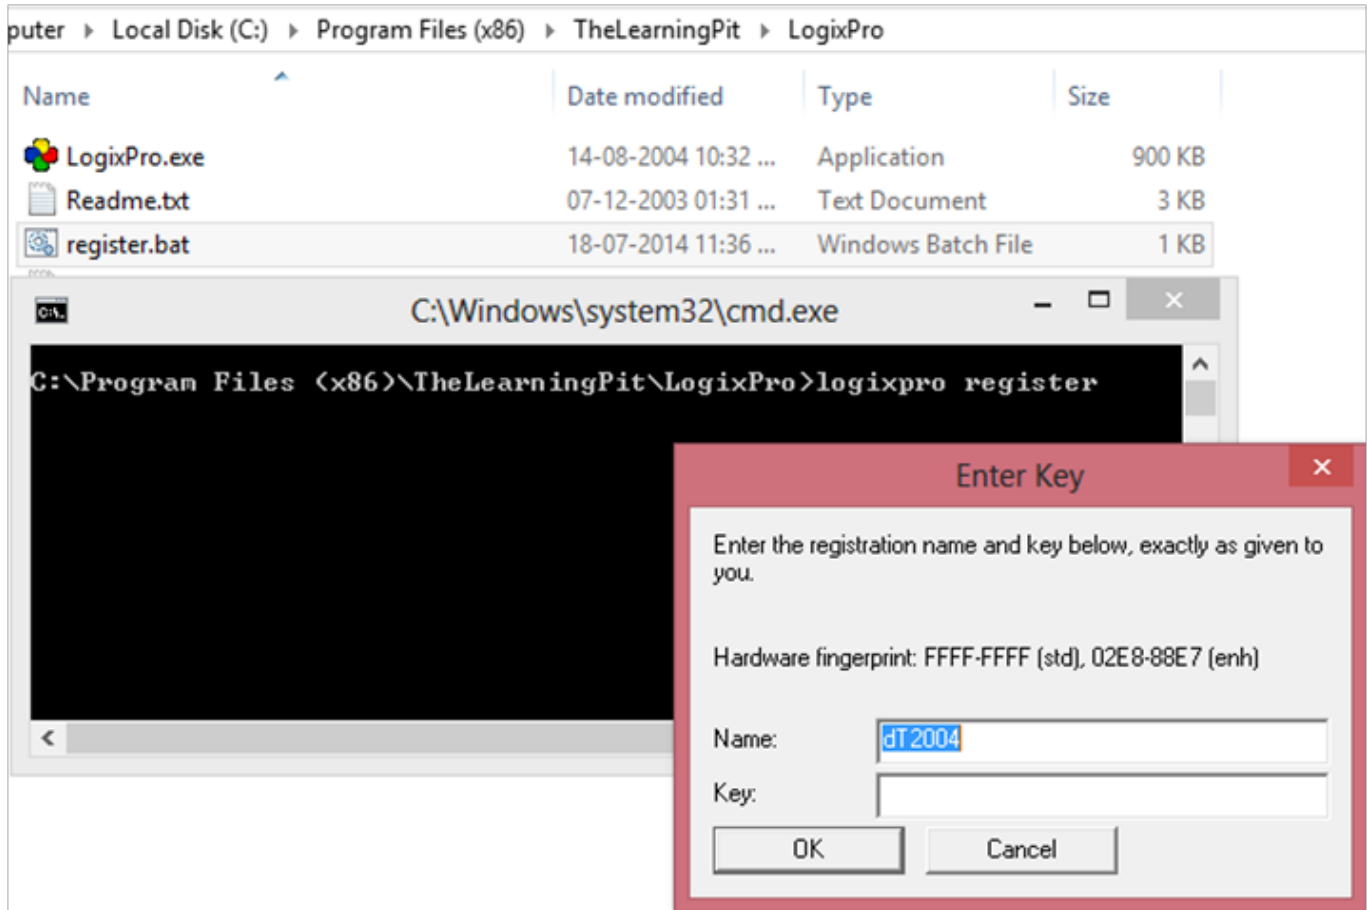 puter ▸ Local Disk (C:) ▸ Program Files (x86) ▸ TheLearningPit ▸ LogixPro
Name Date modified Type Size
LogixPro.exe 14-08-2004 10:32 ... Application 900 KB
Readme.txt 07-12-2003 01:31 ... Text Document 3 KB
register.bat 18-07-2014 11:36 ... Windows Batch File 1 KB
C:\Windows\system32\cmd.exe
C:\Program Files (x86)\TheLearningPit\LogixPro>logixpro register
Enter Key
Enter the registration name and key below, exactly as given to
you.
Hardware fingerprint: FFFF-FFFF (std), 02E8-88E7 (enh)
Name: dT2004
Key:
OK Cancel